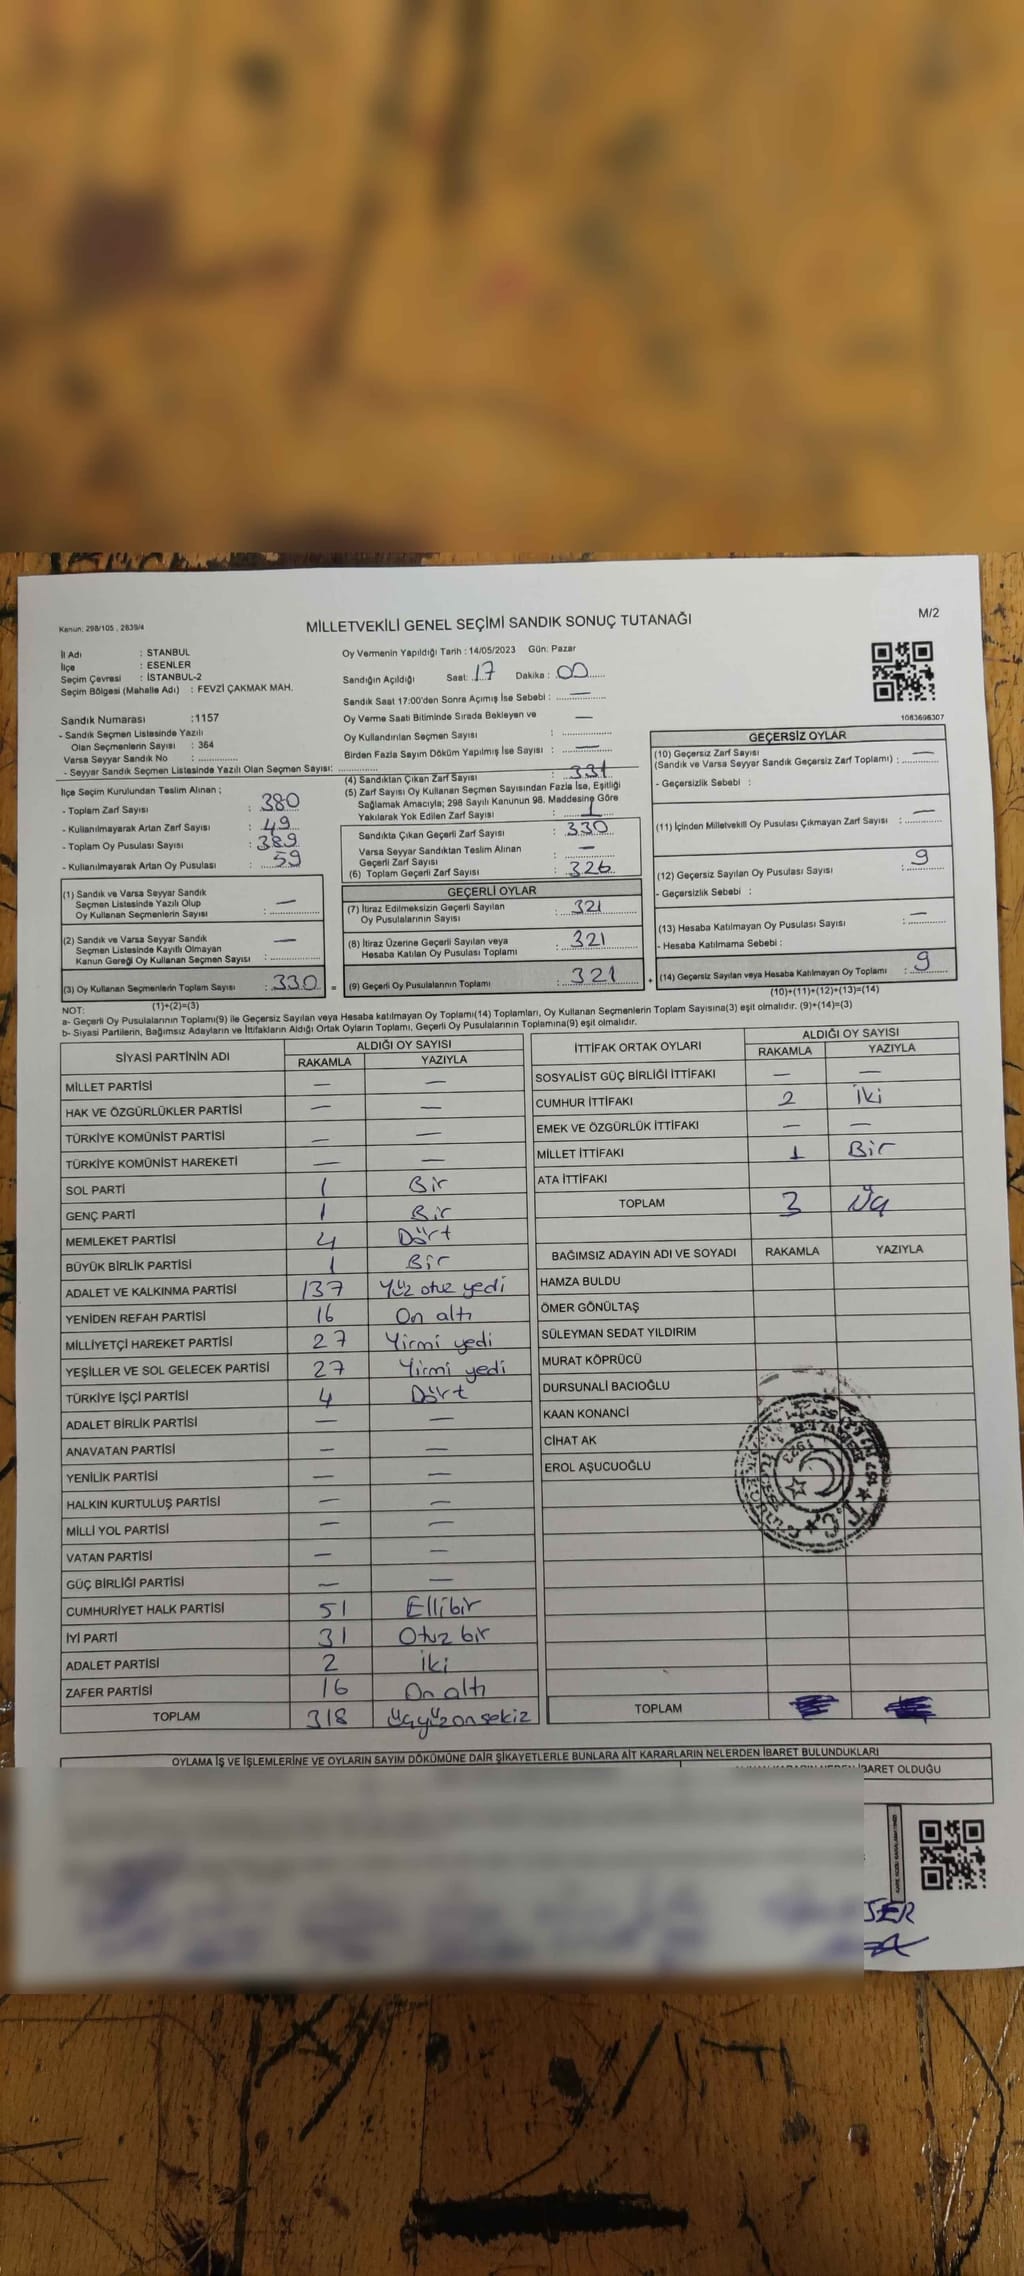 Kanun: 298/105 , 2839/4
MİLLETVEKİLİ GENEL SEÇİMİ SANDIK SONUÇ TUTANAĞI
M/2
İl Adı : STANBUL
İlçe : ESENLER
Seçim Çevresi : İSTANBUL-2
Seçim Bölgesi (Mahalle Adı) : FEVZİ ÇAKMAK MAH.
Sandık Numarası :1157
- Sandık Seçmen Listesinde Yazılı
Olan Seçmenlerin Sayısı : 364
Varsa Seyyar Sandık No : ............
- Seyyar Sandık Seçmen Listesinde Yazılı Olan Seçmen Sayısı: ............
Oy Vermenin Yapıldığı Tarih : 14/05/2023 Gün: Pazar
Sandığın Açıldığı Saat: 17 Dakika : 00
Sandık Saat 17:00'den Sonra Açımış İse Sebebi : —
Oy Verme Saati Bitiminde Sırada Bekleyen ve
Oy Kullandırılan Seçmen Sayısı : —
Birden Fazla Sayım Döküm Yapılmış İse Sayısı : —
1083698307
İlçe Seçim Kurulundan Teslim Alınan ;
- Toplam Zarf Sayısı : 380
- Kullanılmayarak Artan Zarf Sayısı : 49
- Toplam Oy Pusulası Sayısı : 389
- Kullanılmayarak Artan Oy Pusulası : 59
(1) Sandık ve Varsa Seyyar Sandık
Seçmen Listesinde Yazılı Olup
Oy Kullanan Seçmenlerin Sayısı : —
(2) Sandık ve Varsa Seyyar Sandık
Seçmen Listesinde Kayıtlı Olmayan
Kanun Gereği Oy Kullanan Seçmen Sayısı : —
(3) Oy Kullanan Seçmenlerin Toplam Sayısı : 330 =
(1)+(2)=(3)
(4) Sandıktan Çıkan Zarf Sayısı : 331
(5) Zarf Sayısı Oy Kullanan Seçmen Sayısından Fazla İse, Eşitliği
Sağlamak Amacıyla; 298 Sayılı Kanunun 98. Maddesine Göre
Yakılarak Yok Edilen Zarf Sayısı : 1
Sandıkta Çıkan Geçerli Zarf Sayısı : 330
Varsa Seyyar Sandıktan Teslim Alınan
Geçerli Zarf Sayısı : —
(6) Toplam Geçerli Zarf Sayısı : 326
GEÇERLİ OYLAR
(7) İtiraz Edilmeksizin Geçerli Sayılan
Oy Pusulalarının Sayısı : 321
(8) İtiraz Üzerine Geçerli Sayılan veya
Hesaba Katılan Oy Pusulası Toplamı : 321
(9) Geçerli Oy Pusulalarının Toplamı : 321 +
GEÇERSİZ OYLAR
(10) Geçersiz Zarf Sayısı
(Sandık ve Varsa Seyyar Sandık Geçersiz Zarf Toplamı) : —
- Geçersizlik Sebebi :
(11) İçinden Milletvekili Oy Pusulası Çıkmayan Zarf Sayısı : —
(12) Geçersiz Sayılan Oy Pusulası Sayısı : 9
- Geçersizlik Sebebi :
(13) Hesaba Katılmayan Oy Pusulası Sayısı : —
- Hesaba Katılmama Sebebi :
(14) Geçersiz Sayılan veya Hesaba Katılmayan Oy Toplamı : 9
(10)+(11)+(12)+(13)=(14)
NOT:
a- Geçerli Oy Pusulalarının Toplamı(9) ile Geçersiz Sayılan veya Hesaba katılmayan Oy Toplamı(14) Toplamları, Oy Kullanan Seçmenlerin Toplam Sayısına(3) eşit olmalıdır. (9)+(14)=(3)
b- Siyasi Partilerin, Bağımsız Adayların ve İttifakların Aldığı Ortak Oyların Toplamı, Geçerli Oy Pusulalarının Toplamına(9) eşit olmalıdır.
SİYASİ PARTİNİN ADI ALDIĞI OY SAYISI
RAKAMLA YAZIYLA
MİLLET PARTİSİ — —
HAK VE ÖZGÜRLÜKLER PARTİSİ — —
TÜRKİYE KOMÜNİST PARTİSİ — —
TÜRKİYE KOMÜNİST HAREKETİ — —
SOL PARTİ 1 Bir
GENÇ PARTİ 1 Bir
MEMLEKET PARTİSİ 4 Dört
BÜYÜK BİRLİK PARTİSİ 1 Bir
ADALET VE KALKINMA PARTİSİ 137 Yüz otuz yedi
YENİDEN REFAH PARTİSİ 16 On altı
MİLLİYETÇİ HAREKET PARTİSİ 27 Yirmi yedi
YEŞİLLER VE SOL GELECEK PARTİSİ 27 Yirmi yedi
TÜRKİYE İŞÇİ PARTİSİ 4 Dört
ADALET BİRLİK PARTİSİ — —
ANAVATAN PARTİSİ — —
YENİLİK PARTİSİ — —
HALKIN KURTULUŞ PARTİSİ — —
MİLLİ YOL PARTİSİ — —
VATAN PARTİSİ — —
GÜÇ BİRLİĞİ PARTİSİ — —
CUMHURİYET HALK PARTİSİ 51 Ellibir
İYİ PARTİ 31 Otuz bir
ADALET PARTİSİ 2 İki
ZAFER PARTİSİ 16 On altı
TOPLAM 318 Üçyüzonsekiz
İTTİFAK ORTAK OYLARI ALDIĞI OY SAYISI
RAKAMLA YAZIYLA
SOSYALİST GÜÇ BİRLİĞİ İTTİFAKI — —
CUMHUR İTTİFAKI 2 İki
EMEK VE ÖZGÜRLÜK İTTİFAKI — —
MİLLET İTTİFAKI 1 Bir
ATA İTTİFAKI
TOPLAM 3 Üç
BAĞIMSIZ ADAYIN ADI VE SOYADI RAKAMLA YAZIYLA
HAMZA BULDU
ÖMER GÖNÜLTAŞ
SÜLEYMAN SEDAT YILDIRIM
MURAT KÖPRÜCÜ
DURSUNALİ BACIOĞLU
KAAN KONANCİ
CİHAT AK
EROL AŞUCUOĞLU
T.C.
TOPLAM
OYLAMA İŞ VE İŞLEMLERİNE VE OYLARIN SAYIM DÖKÜMÜNE DAİR ŞİKAYETLERLE BUNLARA AİT KARARLARIN NELERDEN İBARET BULUNDUKLARI
İBARET OLDUĞU